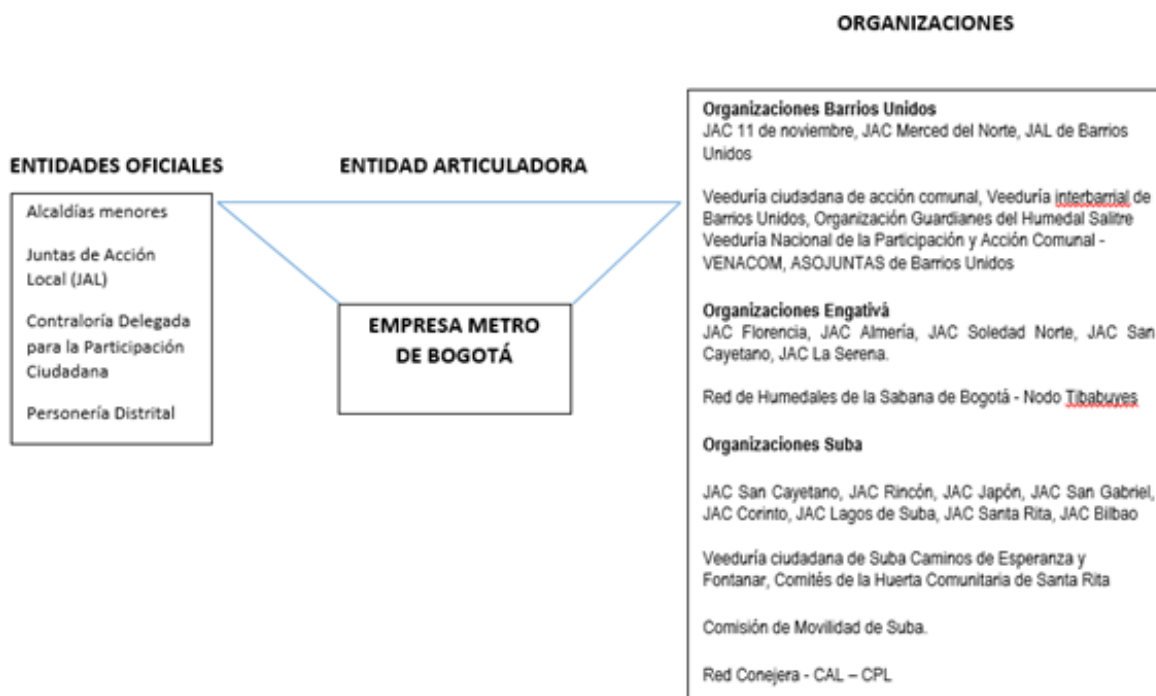 ORGANIZACIONES
ENTIDADES OFICIALES
Alcaldías menores
Juntas de Acción
Local (JAL)
Contraloría Delegada
para la Participación
Ciudadana
Personería Distrital
ENTIDAD ARTICULADORA
EMPRESA METRO
DE BOGOTÁ
Organizaciones Barrios Unidos
JAC 11 de noviembre, JAC Merced del Norte, JAL de Barrios
Unidos
Veeduría ciudadana de acción comunal, Veeduría interbarrial de
Barrios Unidos, Organización Guardianes del Humedal Salitre
Veeduría Nacional de la Participación y Acción Comunal -
VENACOM, ASOJUNTAS de Barrios Unidos
Organizaciones Engativá
JAC Florencia, JAC Almería, JAC Soledad Norte, JAC San
Cayetano, JAC La Serena.
Red de Humedales de la Sabana de Bogotá - Nodo Tibabuyes
Organizaciones Suba
JAC San Cayetano, JAC Rincón, JAC Japón, JAC San Gabriel,
JAC Corinto, JAC Lagos de Suba, JAC Santa Rita, JAC Bilbao
Veeduría ciudadana de Suba Caminos de Esperanza y
Fontanar, Comités de la Huerta Comunitaria de Santa Rita
Comisión de Movilidad de Suba.
Red Conejera - CAL – CPL